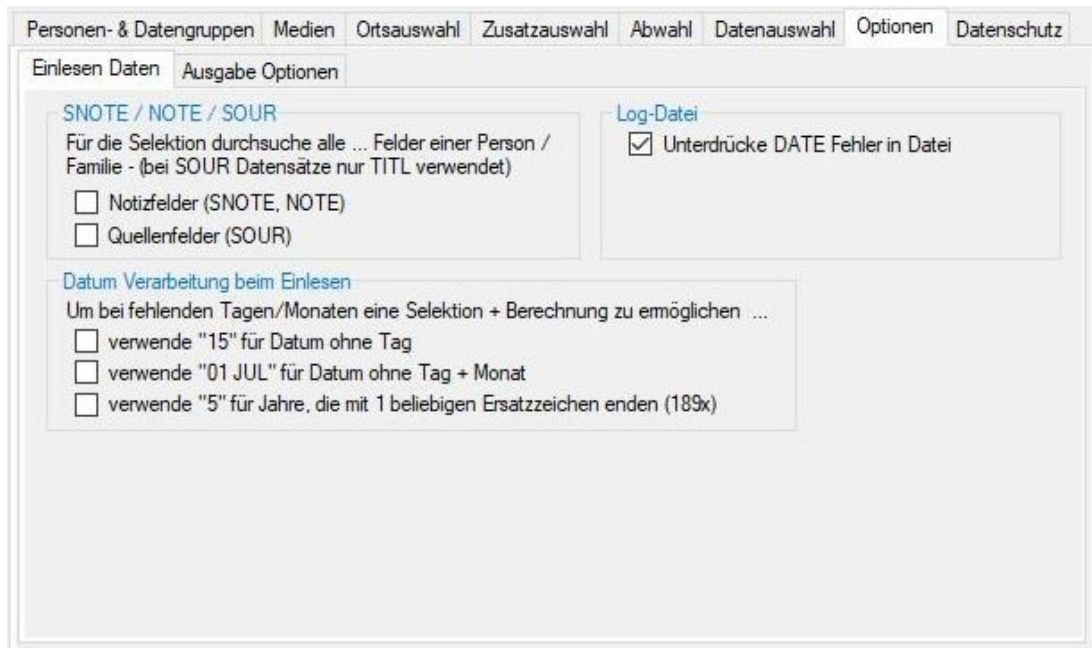 Personen- & Datengruppen Medien Ortsauswahl Zusatzauswahl Abwahl Datenauswahl Optionen Datenschutz
Einlesen Daten Ausgabe Optionen
SNOTE / NOTE / SOUR
Für die Selektion durchsuche alle ... Felder einer Person /
Familie - (bei SOUR Datensätze nur TITL verwendet)
Notizfelder (SNOTE, NOTE)
Quellenfelder (SOUR)
Log-Datei
Unterdrücke DATE Fehler in Datei
Datum Verarbeitung beim Einlesen
Um bei fehlenden Tagen/Monaten eine Selektion + Berechnung zu ermöglichen ...
verwende "15" für Datum ohne Tag
verwende "01 JUL" für Datum ohne Tag + Monat
verwende "5" für Jahre, die mit 1 beliebigen Ersatzzeichen enden (189x)